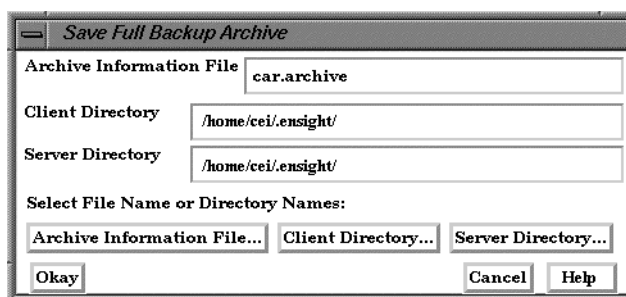 Save Full Backup Archive
Archive Information File car.archive
Client Directory /home/cei/.ensight/
Server Directory /home/cei/.ensight/
Select File Name or Directory Names:
Archive Information File... Client Directory... Server Directory...
Okay Cancel Help